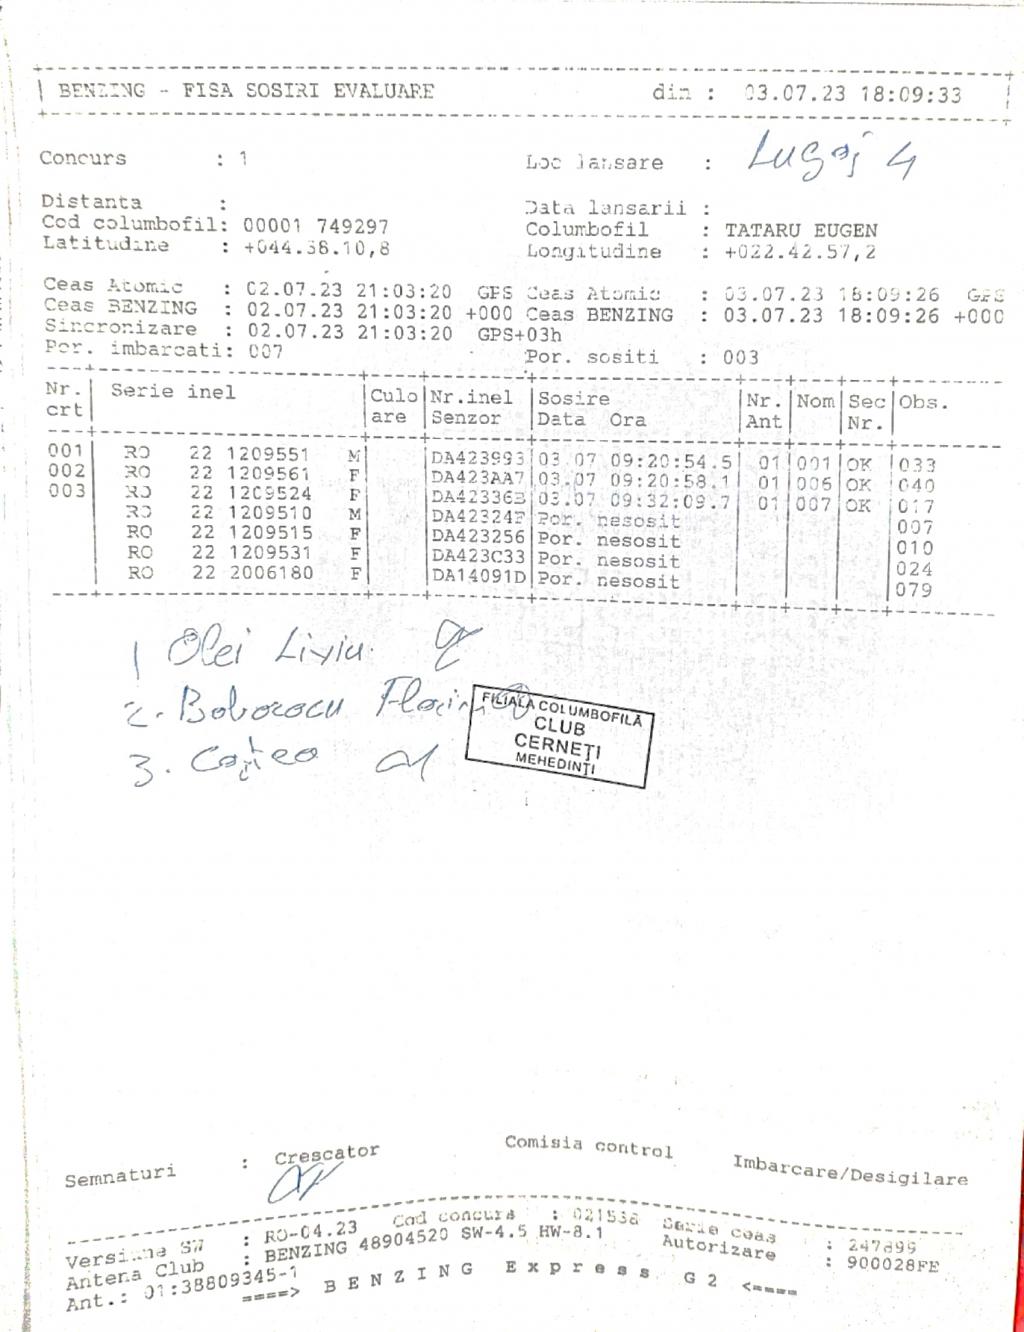 BENZING - FISA SOSIRI EVALUARE din : 03.07.23 18:09:33
Concurs : 1 Loc lansare : Lugoj 4
Distanta : Data lansarii :
Cod columbofil: 00001 749297 Columbofil : TATARU EUGEN
Latitudine : +044.38.10,8 Longitudine : +022.42.57,2
Ceas Atomic : 02.07.23 21:03:20 GPS Ceas Atomic : 03.07.23 18:09:26 GPS
Ceas BENZING : 02.07.23 21:03:20 +000 Ceas BENZING : 03.07.23 18:09:26 +000
Sincronizare : 02.07.23 21:03:20 GPS+03h
Por. imbarcati: 007 Por. sositi : 003
Nr. Serie inel Culo Nr.inel Sosire Nr. Nom Sec Obs.
crt are Senzor Data Ora Ant Nr.
001 RO 22 1209551 M DA423993 03.07 09:20:54.5 01 001 OK 033
002 RO 22 1209561 F DA423AA7 03.07 09:20:58.1 01 006 OK 040
003 RO 22 1209524 F DA42336B 03.07 09:32:09.7 01 007 OK 017
RO 22 1209510 M DA42324F Por. nesosit 007
RO 22 1209515 F DA423256 Por. nesosit 010
RO 22 1209531 F DA423C33 Por. nesosit 024
RO 22 2006180 F DA14091D Por. nesosit 079
1 Olei Liviu
2. Boborocu Florin
3.
FILIALA COLUMBOFILĂ
CLUB
CERNEȚI
MEHEDINȚI
Semnaturi : Crescator Comisia control Imbarcare/Desigilare
Versiune SW : RO-04.23 Cod concurs : 021538 Serie ceas : 247899
Antena Club : BENZING 48904520 SW-4.5 HW-8.1 Autorizare : 900028FE
Ant.: 01:38809345-1
====> BENZING Express G2 <====